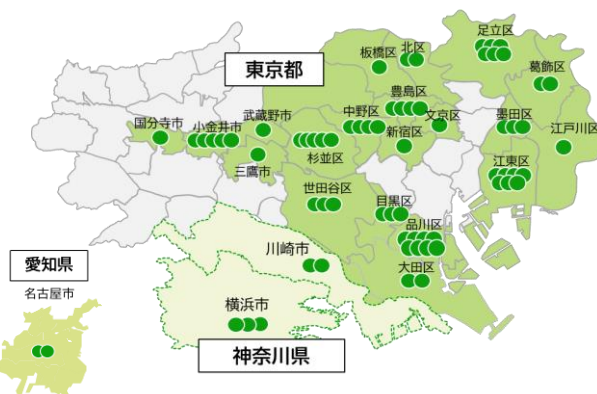 足立区
板橋区
北区
東京都
葛飾区
豊島区
国分寺市
小金井市
武蔵野市
中野区
文京区
墨田区
江戸川区
新宿区
杉並区
三鷹市
江東区
世田谷区
目黒区
品川区
川崎市
大田区
愛知県
名古屋市
横浜市
神奈川県